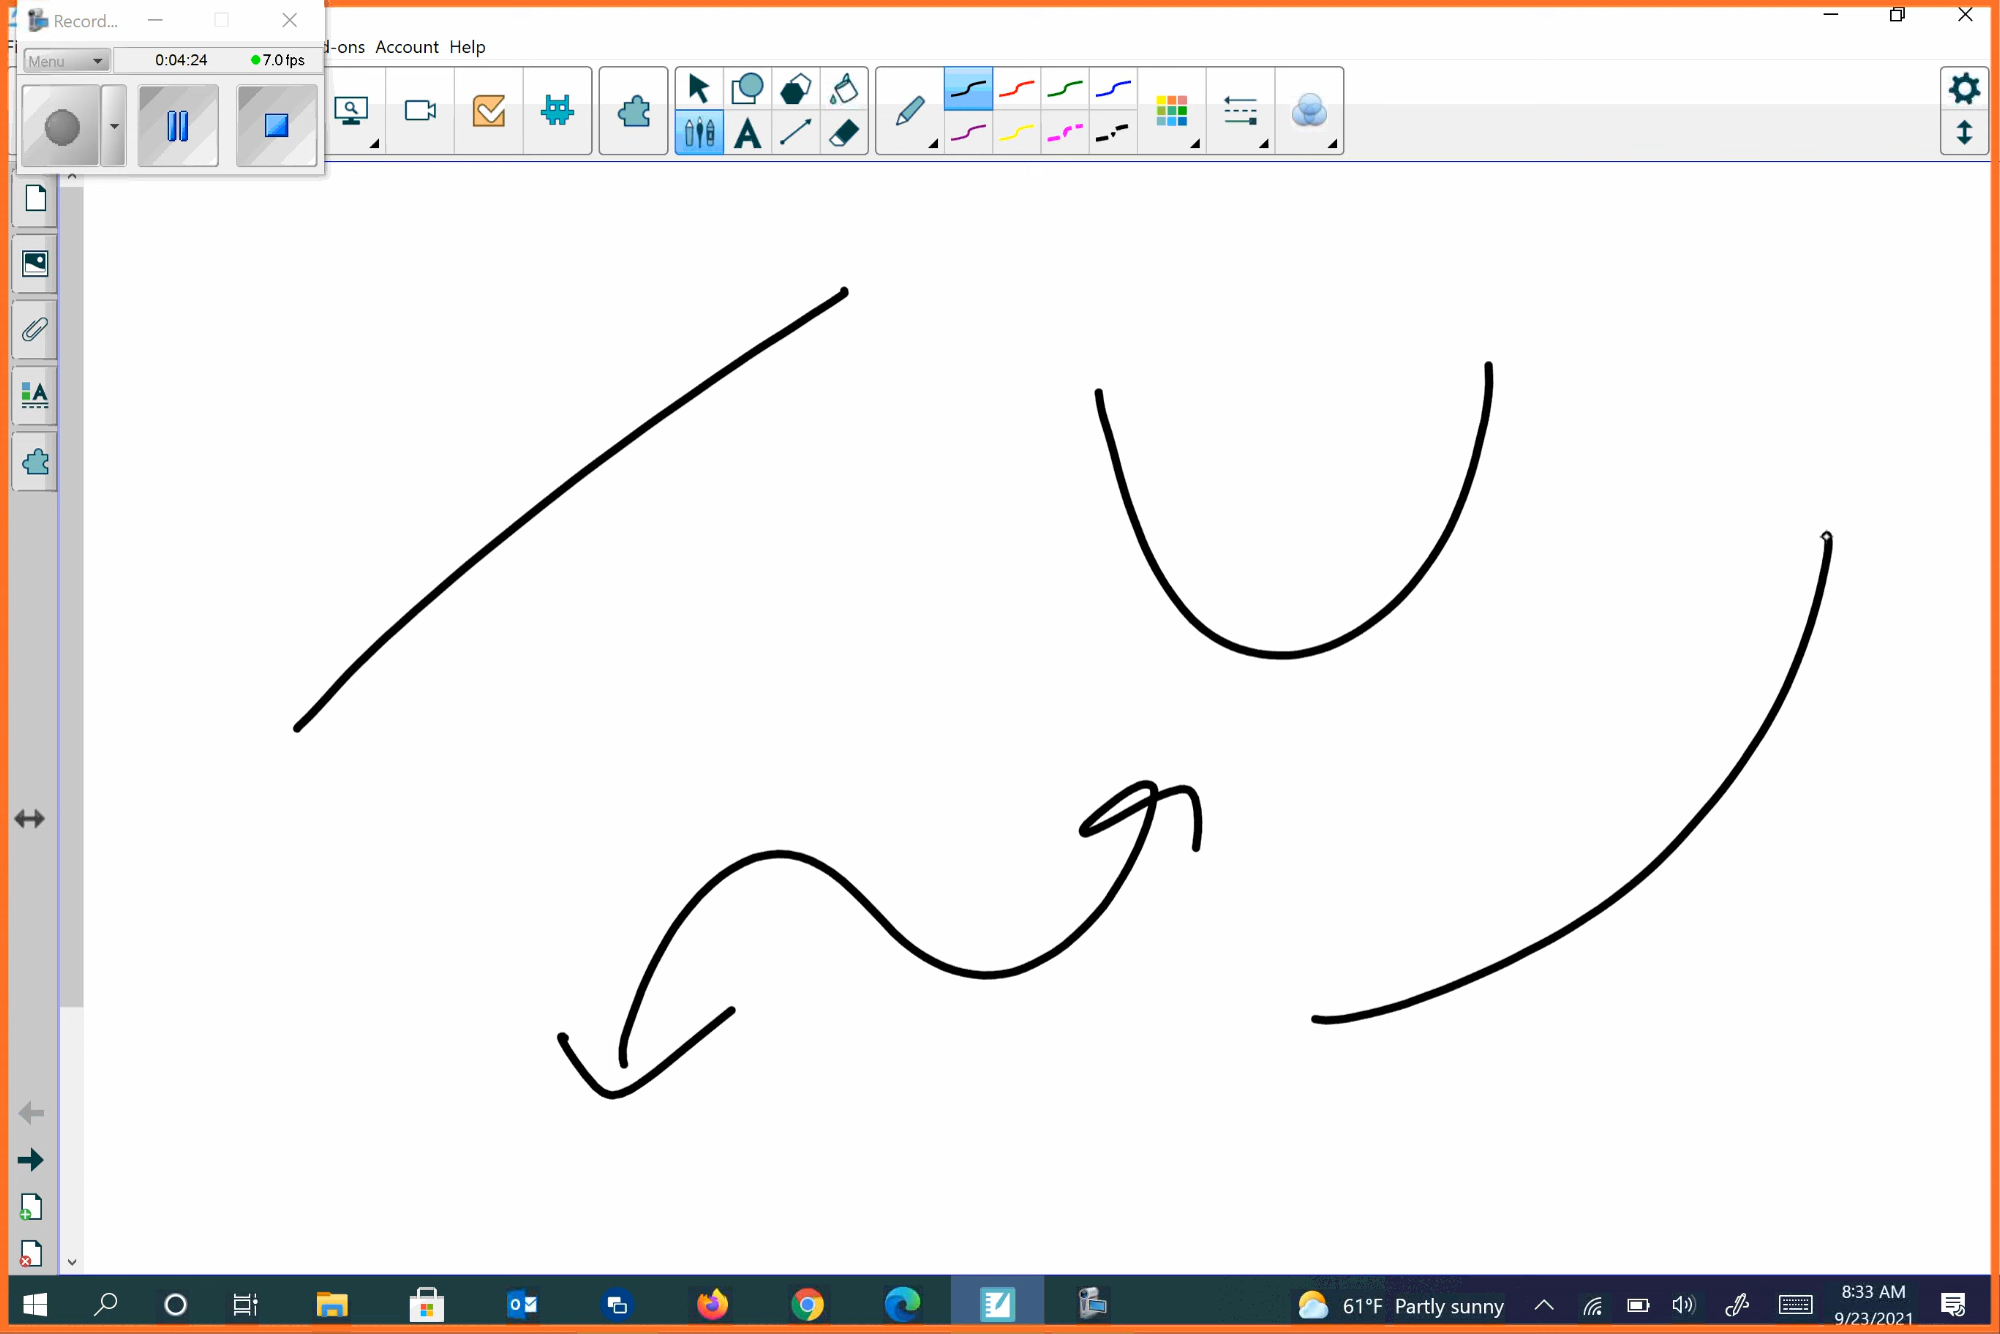 Record...
Menu 0:04:24 7.0 fps
d-ons Account Help
A
A
61°F Partly sunny
8:33 AM
9/23/2021